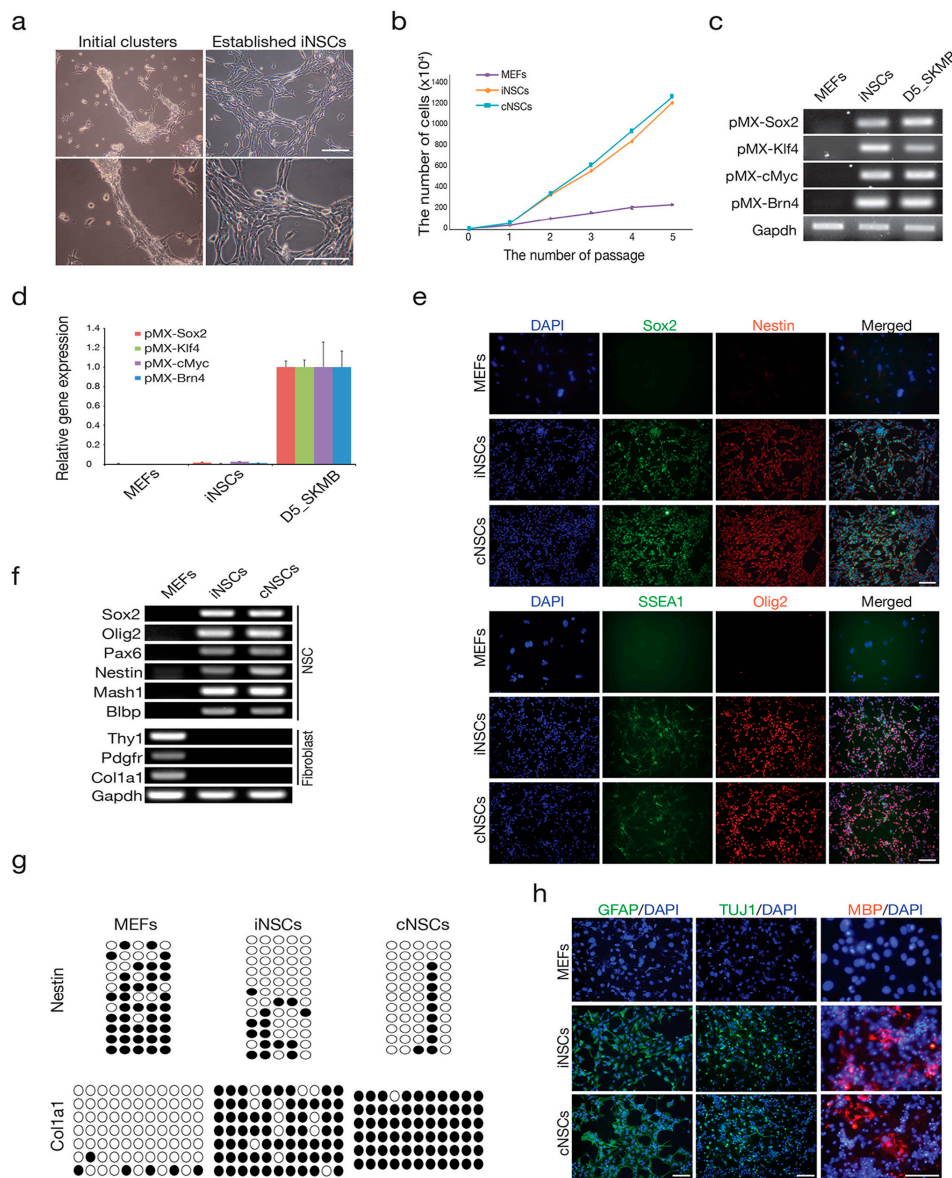 a
Initial clusters Established iNSCs
b
The number of cells (x10⁴)
1400
1200
1000
800
600
400
200
0
MEFs
iNSCs
cNSCs
0 1 2 3 4 5
The number of passage
c
MEFs iNSCs D5_SKMB
pMX-Sox2
pMX-Klf4
pMX-cMyc
pMX-Brn4
Gapdh
d
Relative gene expression
1.4
1.2
1.0
0.8
0.6
0.4
0.2
0
pMX-Sox2
pMX-Klf4
pMX-cMyc
pMX-Brn4
MEFs iNSCs D5_SKMB
e
DAPI Sox2 Nestin Merged
MEFs
iNSCs
cNSCs
DAPI SSEA1 Olig2 Merged
MEFs
iNSCs
cNSCs
f
MEFs iNSCs cNSCs
Sox2
Olig2
Pax6
Nestin
Mash1
Blbp
NSC
Thy1
Pdgfr
Col1a1
Fibroblast
Gapdh
g
MEFs iNSCs cNSCs
Nestin
Col1a1
h
GFAP/DAPI TUJ1/DAPI MBP/DAPI
MEFs
iNSCs
cNSCs